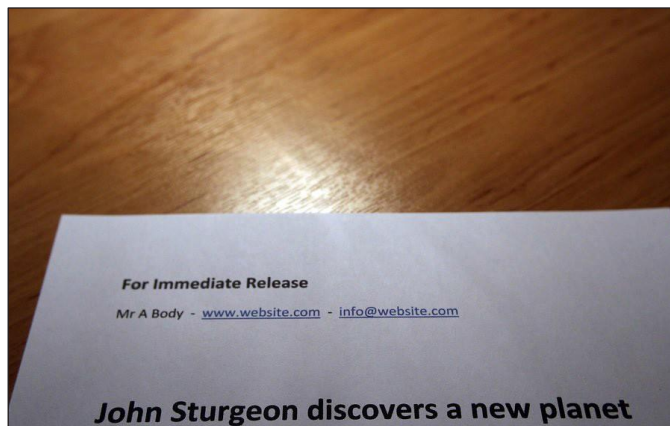 For Immediate Release
Mr A Body - www.website.com - info@website.com
John Sturgeon discovers a new planet